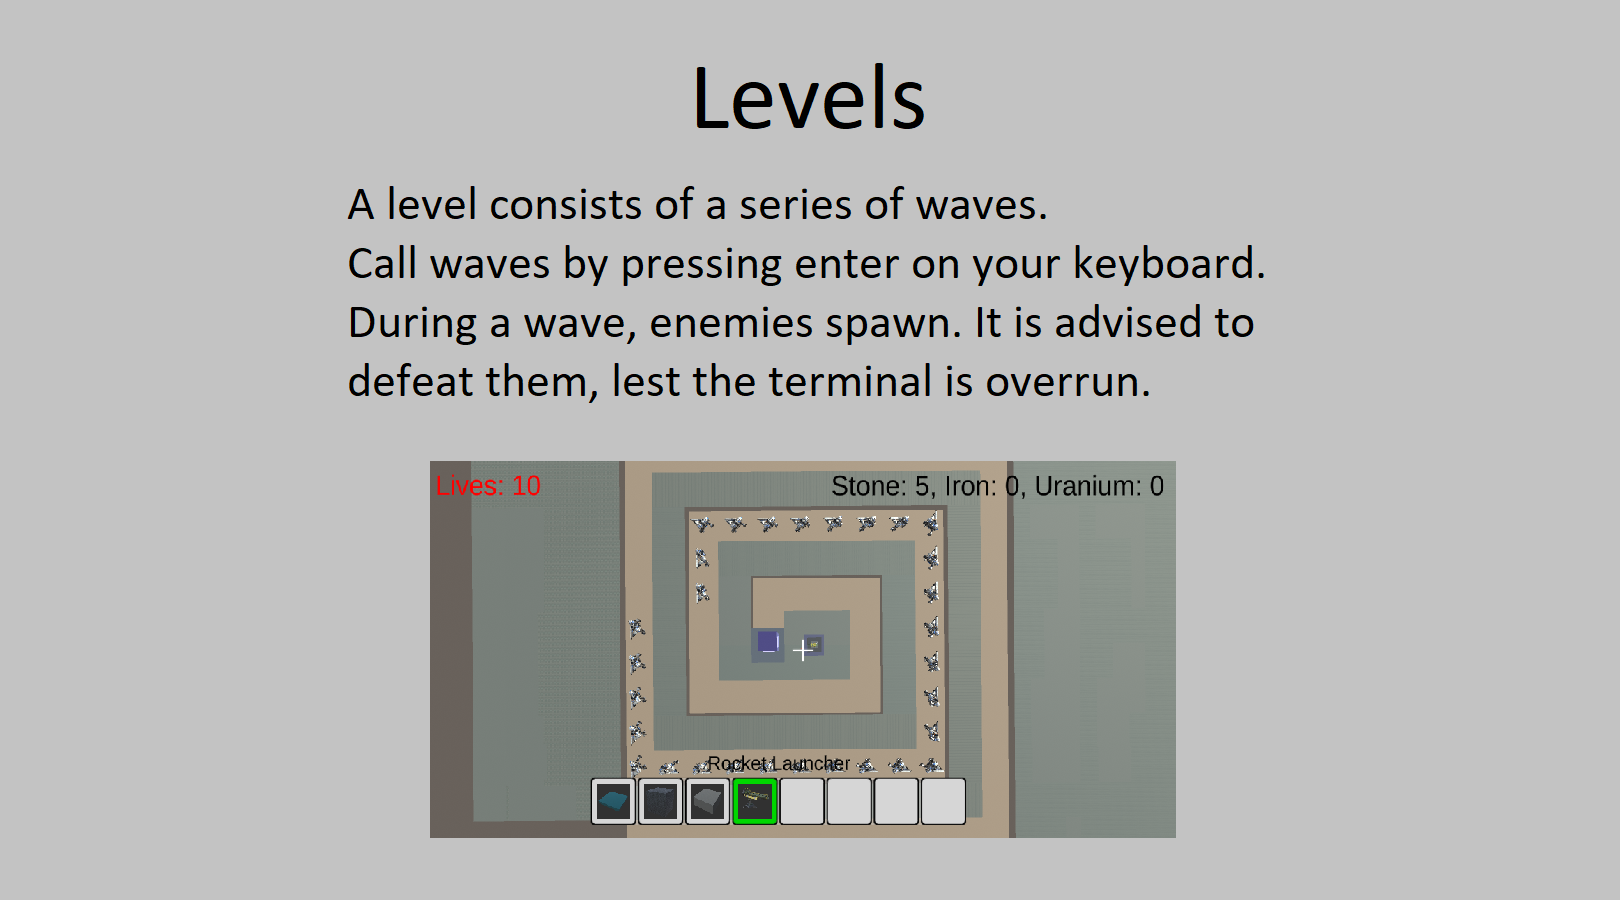 Levels
A level consists of a series of waves.
Call waves by pressing enter on your keyboard.
During a wave, enemies spawn. It is advised to
defeat them, lest the terminal is overrun.
Lives: 10
Stone: 5, Iron: 0, Uranium: 0
Rocket Launcher